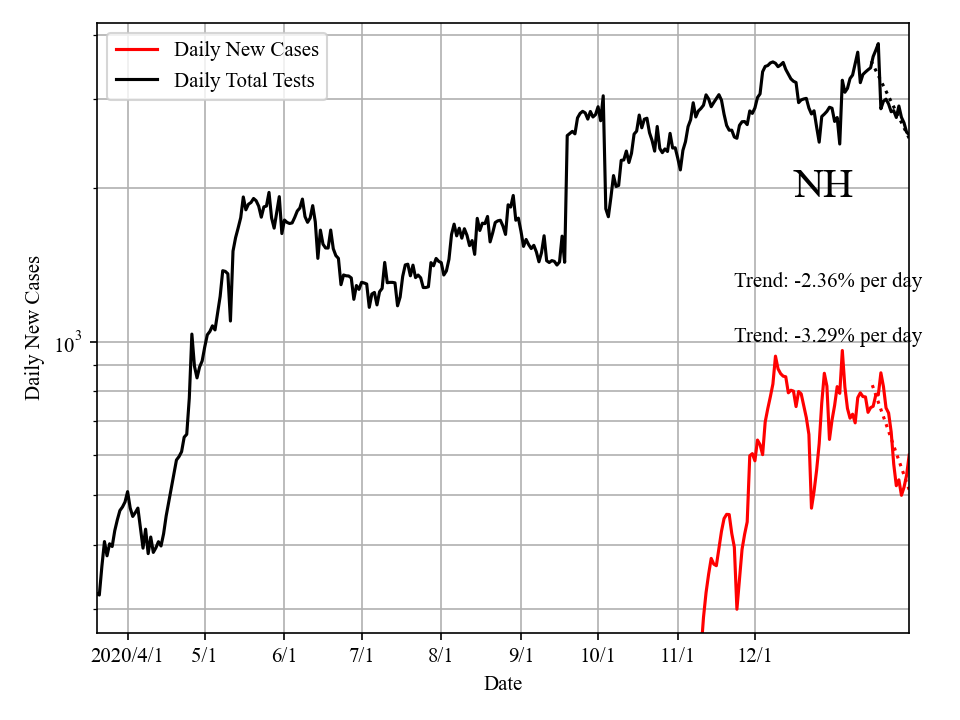 Daily New Cases
Daily Total Tests
NH
Trend: -2.36% per day
Trend: -3.29% per day
10³
Daily New Cases
2020/4/1 5/1 6/1 7/1 8/1 9/1 10/1 11/1 12/1
Date